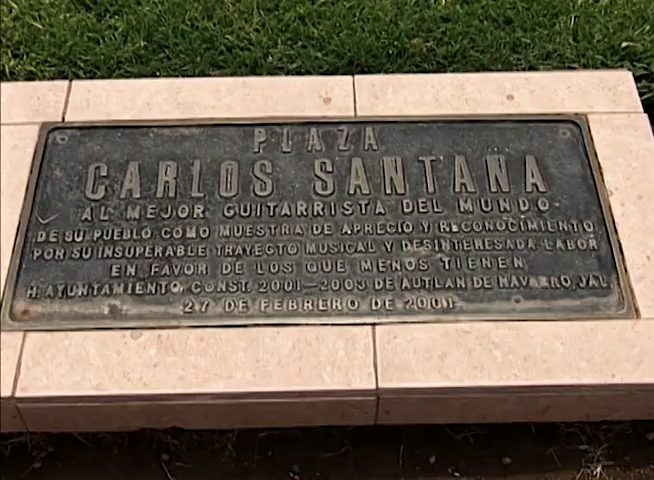 PLAZA
CARLOS SANTAÑA
AL MEJOR GUITARRISTA DEL MUNDO
DE SU PUEBLO COMO MUESTRA DE APRECIO Y RECONOCIMIENTO
POR SU INSUPERABLE TRAYECTO MUSICAL Y DESINTERESADA LABOR
EN FAVOR DE LOS QUE MENOS TIENEN
H. AYUNTAMIENTO, CONST. 2001-2003 DE AUTLAN DE NAVARRO, JAL.
27 DE FEBRERO DE 2001